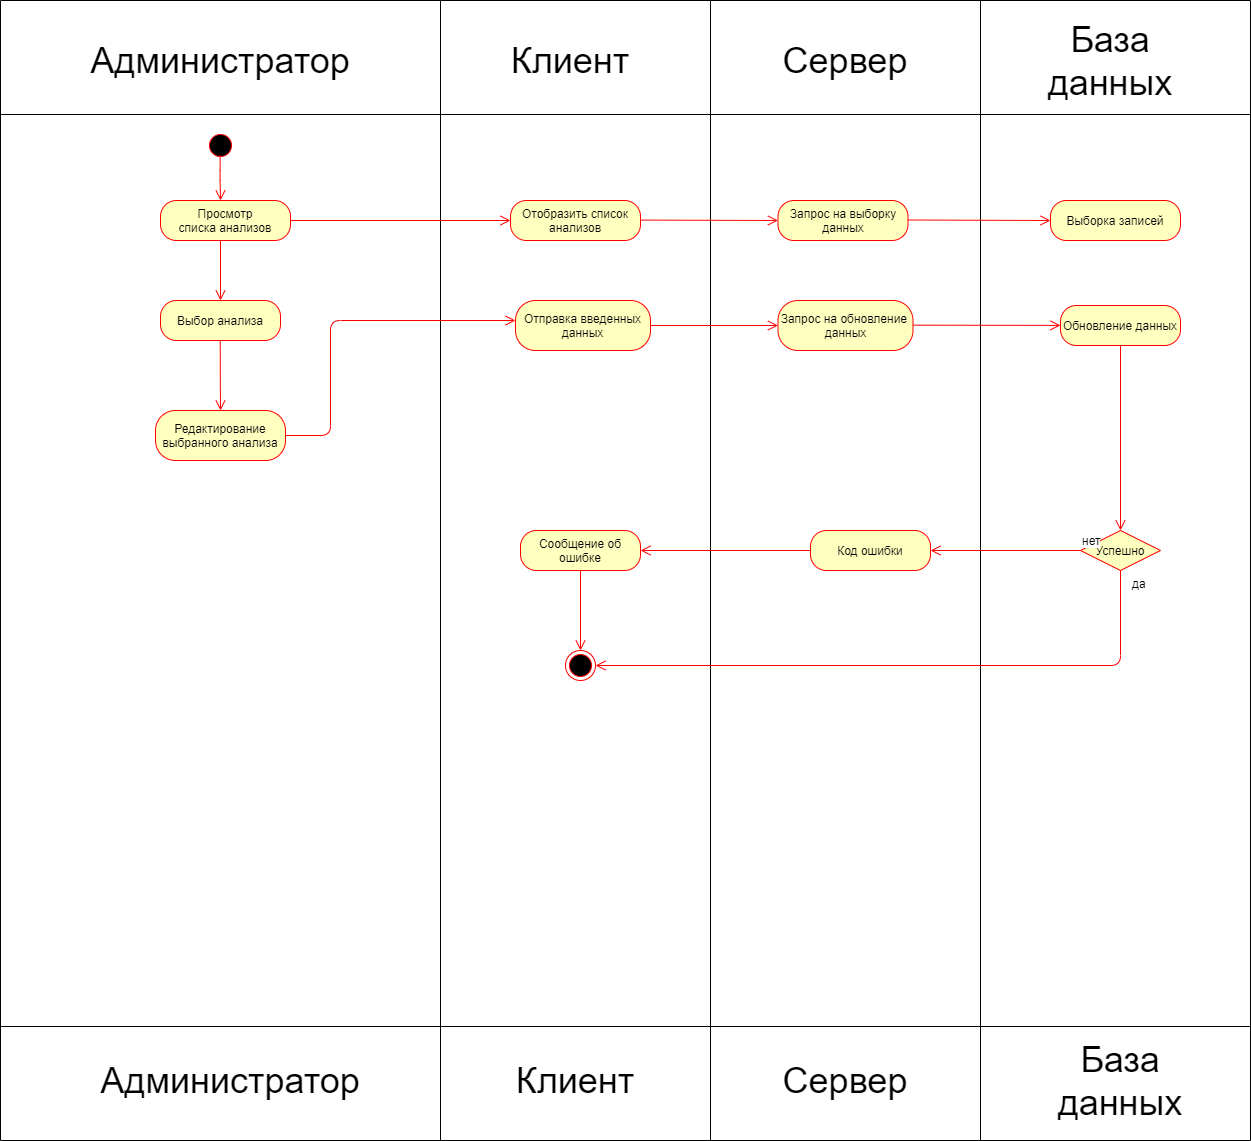 Администратор
Клиент
Сервер
База
данных
Просмотр
списка анализов
Отобразить список
анализов
Запрос на выборку
данных
Выборка записей
Выбор анализа
Отправка введенных
данных
Запрос на обновление
данных
Обновление данных
Редактирование
выбранного анализа
Сообщение об
ошибке
Код ошибки
нет
Успешно
да
Администратор
Клиент
Сервер
База
данных